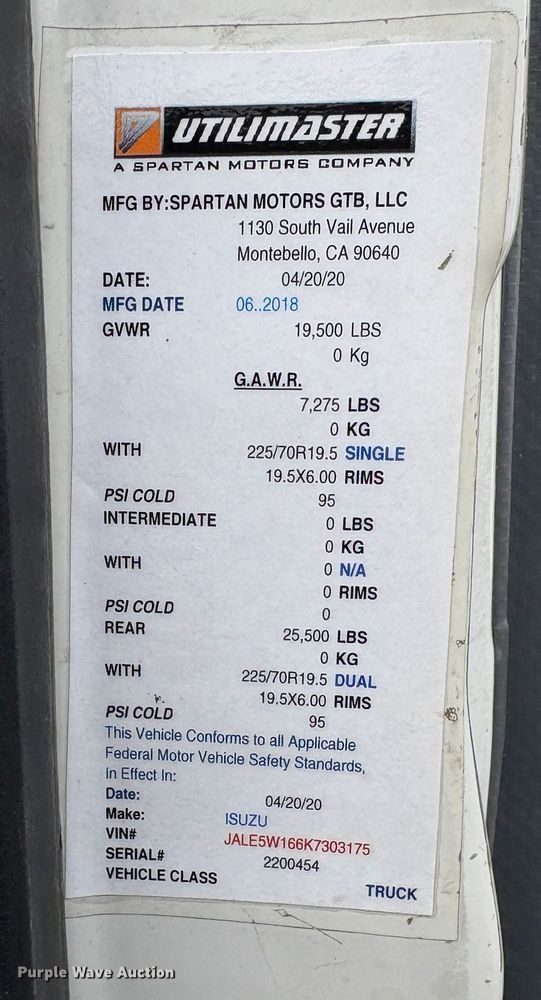 UTILIMASTER
A SPARTAN MOTORS COMPANY
MFG BY:SPARTAN MOTORS GTB, LLC
1130 South Vail Avenue
Montebello, CA 90640
DATE: 04/20/20
MFG DATE 06..2018
GVWR 19,500 LBS
0 Kg
G.A.W.R.
7,275 LBS
0 KG
WITH 225/70R19.5 SINGLE
19.5X6.00 RIMS
PSI COLD 95
INTERMEDIATE 0 LBS
0 KG
WITH 0 N/A
0 RIMS
PSI COLD 0
REAR 25,500 LBS
0 KG
WITH 225/70R19.5 DUAL
19.5X6.00 RIMS
PSI COLD 95
This Vehicle Conforms to all Applicable
Federal Motor Vehicle Safety Standards,
In Effect In:
Date: 04/20/20
Make: ISUZU
VIN# JALE5W166K7303175
SERIAL# 2200454
VEHICLE CLASS TRUCK
Purple Wave Auction